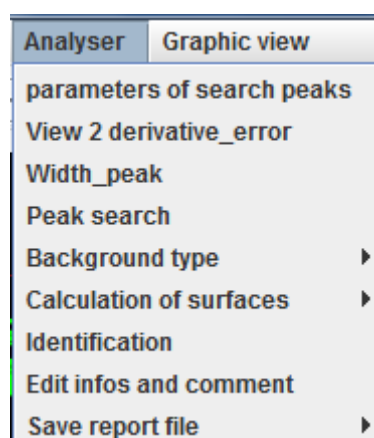 Analyser Graphic view
parameters of search peaks
View 2 derivative_error
Width_peak
Peak search
Background type
Calculation of surfaces
Identification
Edit infos and comment
Save report file